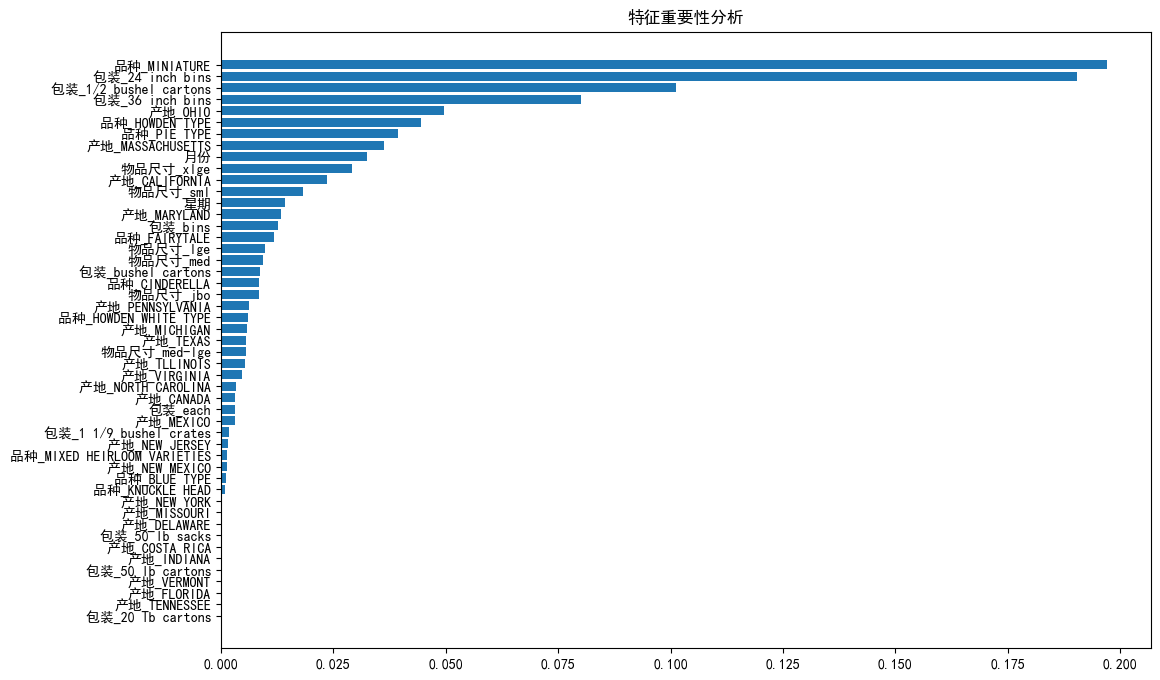 特征重要性分析
品种_MINIATURE
包装_24 inch bins
包装_1/2 bushel cartons
包装_36 inch bins
产地_OHIO
品种_HOWDEN TYPE
品种_PIE TYPE
产地_MASSACHUSETTS
月份
物品尺寸_xlge
产地_CALIFORNIA
物品尺寸_sml
星期
产地_MARYLAND
包装_bins
品种_FAIRYTALE
物品尺寸_lge
物品尺寸_med
包装_bushel cartons
品种_CINDERELLA
物品尺寸_jbo
产地_PENNSYLVANIA
品种_HOWDEN WHITE TYPE
产地_MICHIGAN
产地_TEXAS
物品尺寸_med-lge
产地_ILLINOIS
产地_VIRGINIA
产地_NORTH CAROLINA
产地_CANADA
包装_each
产地_MEXICO
包装_1 1/9 bushel crates
产地_NEW JERSEY
品种_MIXED HEIRLOOM VARIETIES
产地_NEW MEXICO
品种_BLUE TYPE
品种_KNUCKLE HEAD
产地_NEW YORK
产地_MISSOURI
产地_DELAWARE
包装_50 lb sacks
产地_COSTA RICA
产地_INDIANA
包装_50 lb cartons
产地_VERMONT
产地_FLORIDA
产地_TENNESSEE
包装_20 lb cartons
0.000 0.025 0.050 0.075 0.100 0.125 0.150 0.175 0.200